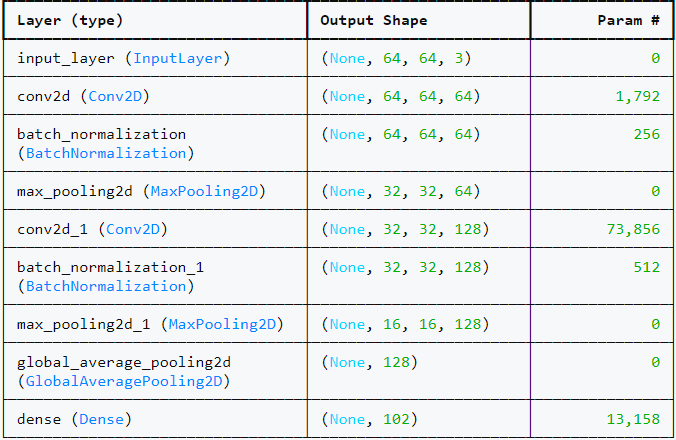 Layer (type) Output Shape Param #
input_layer (InputLayer) (None, 64, 64, 3) 0
conv2d (Conv2D) (None, 64, 64, 64) 1,792
batch_normalization (None, 64, 64, 64) 256
(BatchNormalization)
max_pooling2d (MaxPooling2D) (None, 32, 32, 64) 0
conv2d_1 (Conv2D) (None, 32, 32, 128) 73,856
batch_normalization_1 (None, 32, 32, 128) 512
(BatchNormalization)
max_pooling2d_1 (MaxPooling2D) (None, 16, 16, 128) 0
global_average_pooling2d (None, 128) 0
(GlobalAveragePooling2D)
dense (Dense) (None, 102) 13,158